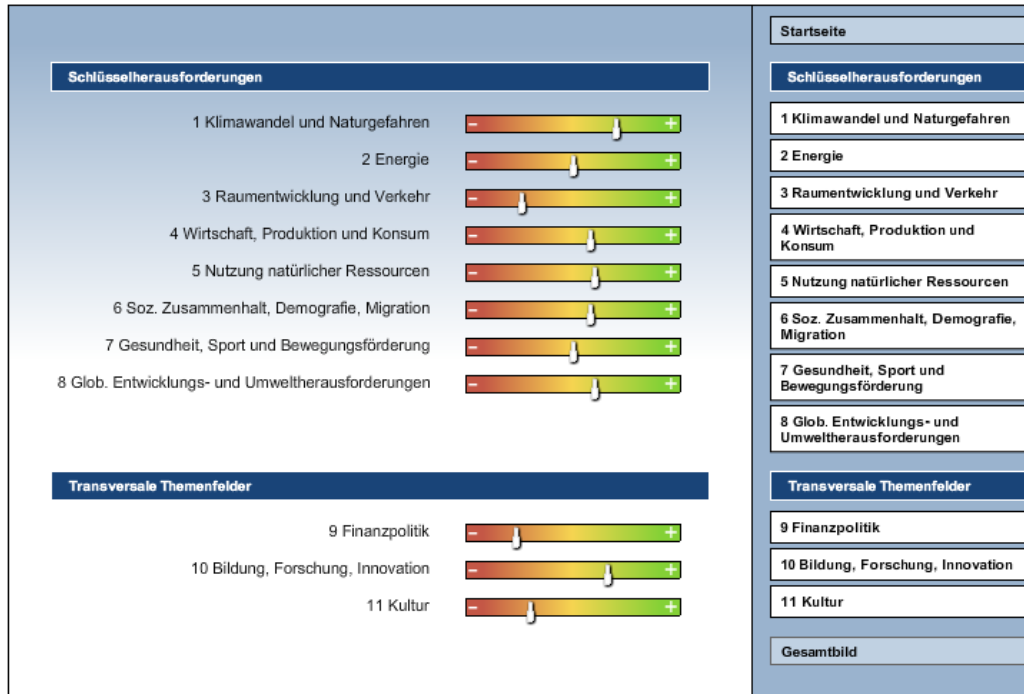 Schlüsselherausforderungen
1 Klimawandel und Naturgefahren
- +
2 Energie
- +
3 Raumentwicklung und Verkehr
- +
4 Wirtschaft, Produktion und Konsum
- +
5 Nutzung natürlicher Ressourcen
- +
6 Soz. Zusammenhalt, Demografie, Migration
- +
7 Gesundheit, Sport und Bewegungsförderung
- +
8 Glob. Entwicklungs- und Umweltherausforderungen
- +
Transversale Themenfelder
9 Finanzpolitik
- +
10 Bildung, Forschung, Innovation
- +
11 Kultur
- +
Startseite
Schlüsselherausforderungen
1 Klimawandel und Naturgefahren
2 Energie
3 Raumentwicklung und Verkehr
4 Wirtschaft, Produktion und
Konsum
5 Nutzung natürlicher Ressourcen
6 Soz. Zusammenhalt, Demografie,
Migration
7 Gesundheit, Sport und
Bewegungsförderung
8 Glob. Entwicklungs- und
Umweltherausforderungen
Transversale Themenfelder
9 Finanzpolitik
10 Bildung, Forschung, Innovation
11 Kultur
Gesamtbild